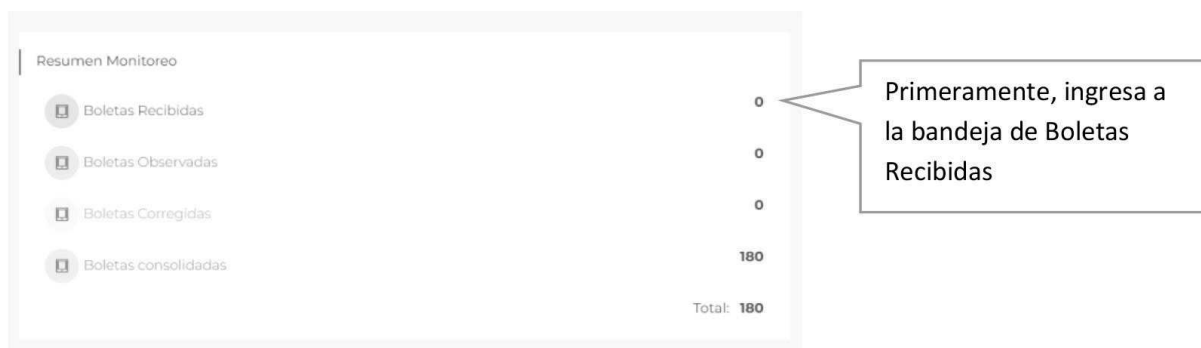 Resumen Monitoreo
Boletas Recibidas 0
Boletas Observadas 0
Boletas Corregidas 0
Boletas consolidadas 180
Total: 180
Primeramente, ingresa a
la bandeja de Boletas
Recibidas